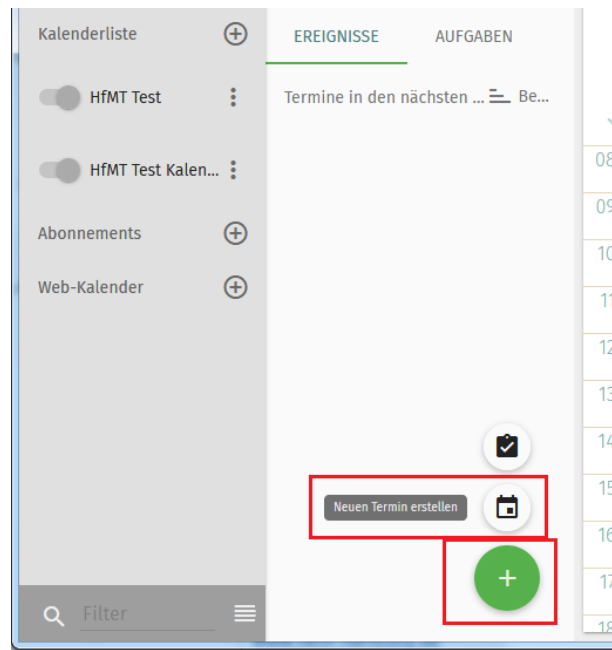 Kalenderliste
EREIGNISSE AUFGABEN
HfMT Test
Termine in den nächsten ... Be...
HfMT Test Kalen...
Abonnements
Web-Kalender
08
09
10
11
12
13
14
15
Neuen Termin erstellen
16
17
18
Filter